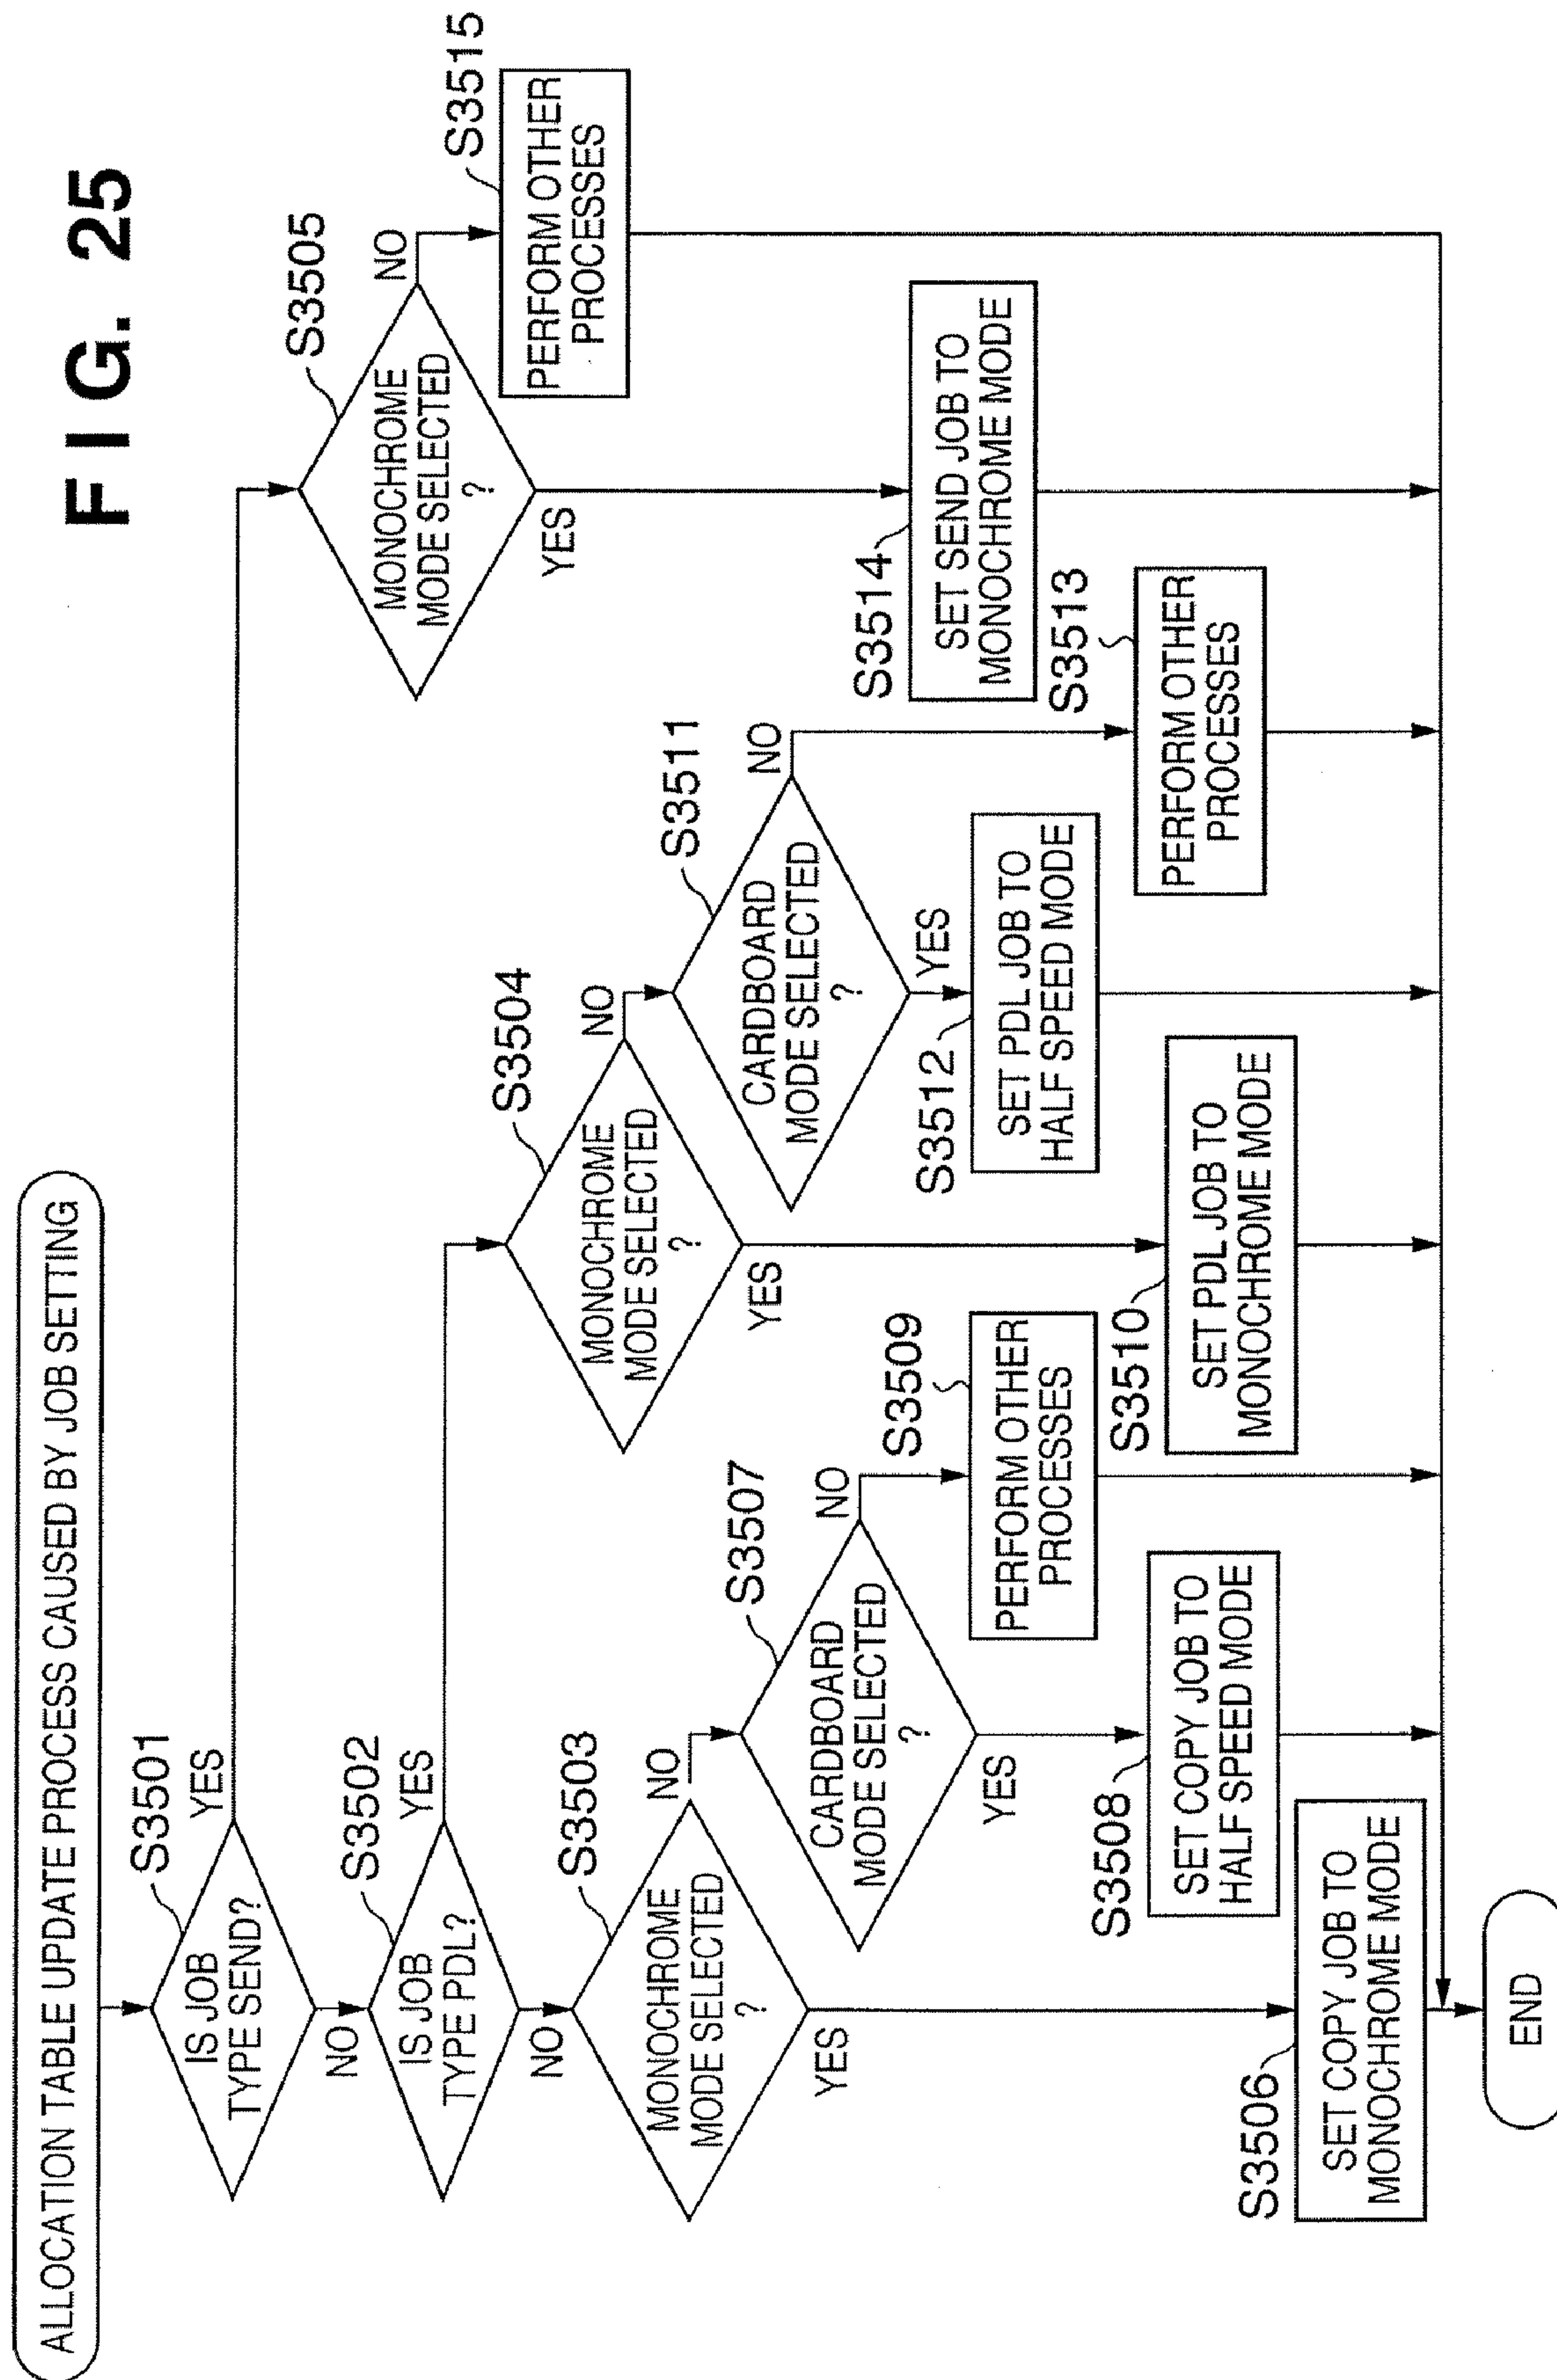 FIG. 25
ALLOCATION TABLE UPDATE PROCESS CAUSED BY JOB SETTING
S3501
IS JOB
TYPE SEND?
YES
NO
S3502
IS JOB
TYPE PDL?
YES
NO
S3503
MONOCHROME
MODE SELECTED
?
NO
YES
S3507
CARDBOARD
MODE SELECTED
?
NO
YES
S3509
PERFORM OTHER
PROCESSES
S3508
SET COPY JOB TO
HALF SPEED MODE
S3506
SET COPY JOB TO
MONOCHROME MODE
S3504
MONOCHROME
MODE SELECTED
?
NO
YES
S3511
CARDBOARD
MODE SELECTED
?
NO
YES
S3512
SET PDL JOB TO
HALF SPEED MODE
S3510
SET PDL JOB TO
MONOCHROME MODE
S3513
PERFORM OTHER
PROCESSES
S3505
MONOCHROME
MODE SELECTED
?
NO
YES
S3515
PERFORM OTHER
PROCESSES
S3514
SET SEND JOB TO
MONOCHROME MODE
END